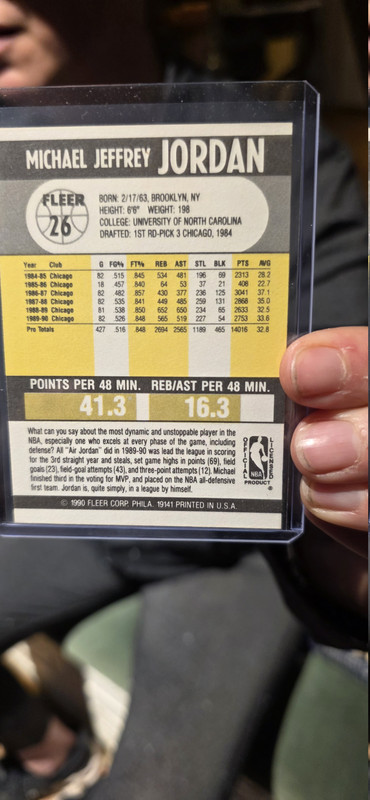 MICHAEL JEFFREY JORDAN
FLEER
26
BORN: 2/17/63, BROOKLYN, NY
HEIGHT: 6'6" WEIGHT: 198
COLLEGE: UNIVERSITY OF NORTH CAROLINA
DRAFTED: 1ST RD-PICK 3 CHICAGO, 1984
Year Club G FG% FT% REB AST STL BLK PTS AVG
1984-85 Chicago 82 .515 .845 534 481 196 69 2313 28.2
1985-86 Chicago 18 .457 .840 64 53 37 21 408 22.7
1986-87 Chicago 82 .482 .857 430 377 236 125 3041 37.1
1987-88 Chicago 82 .535 .841 449 485 259 131 2868 35.0
1988-89 Chicago 81 .538 .850 652 650 234 65 2633 32.5
1989-90 Chicago 82 .526 .848 565 519 227 54 2753 33.6
Pro Totals 427 .516 .848 2694 2565 1189 465 14016 32.8
POINTS PER 48 MIN. REB/AST PER 48 MIN.
41.3 16.3
What can you say about the most dynamic and unstoppable player in the
NBA, especially one who excels at every phase of the game, including
defense? All "Air Jordan" did in 1989-90 was lead the league in scoring
for the 3rd straight year and steals, set game highs in points (69), field
goals (23), field-goal attempts (43), and three-point attempts (12). Michael
finished third in the voting for MVP, and placed on the NBA all-defensive
first team. Jordan is, quite simply, in a league by himself.
OFFICIAL
LICENSED
NBA
PRODUCT
®
© 1990 FLEER CORP. PHILA. 19141 PRINTED IN U.S.A.